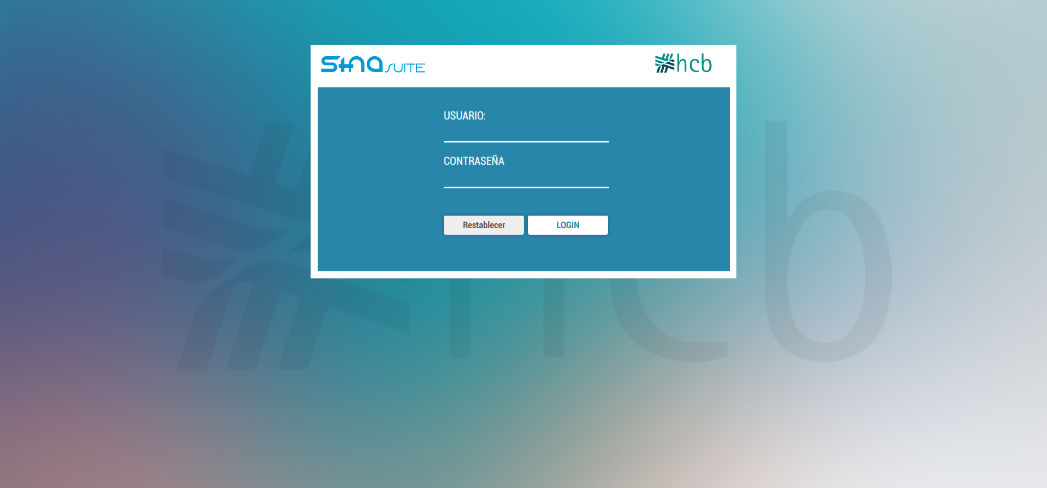 SINA SUITE hcb
USUARIO:
CONTRASEÑA
Restablecer LOGIN
hcb